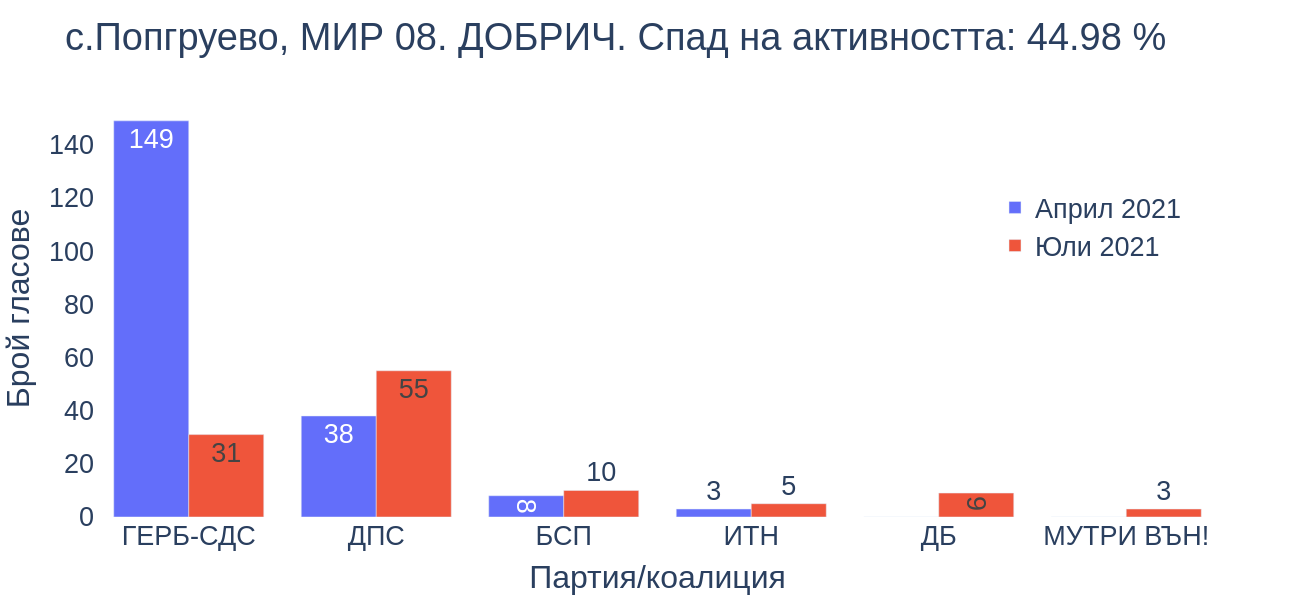 с.Попгруево, МИР 08. ДОБРИЧ. Спад на активността: 44.98 %
Брой гласове
140
120
100
80
60
40
20
0
149
31
38
55
8
10
3
5
9
3
Април 2021
Юли 2021
ГЕРБ-СДС
ДПС
БСП
ИТН
ДБ
МУТРИ ВЪН!
Партия/коалиция